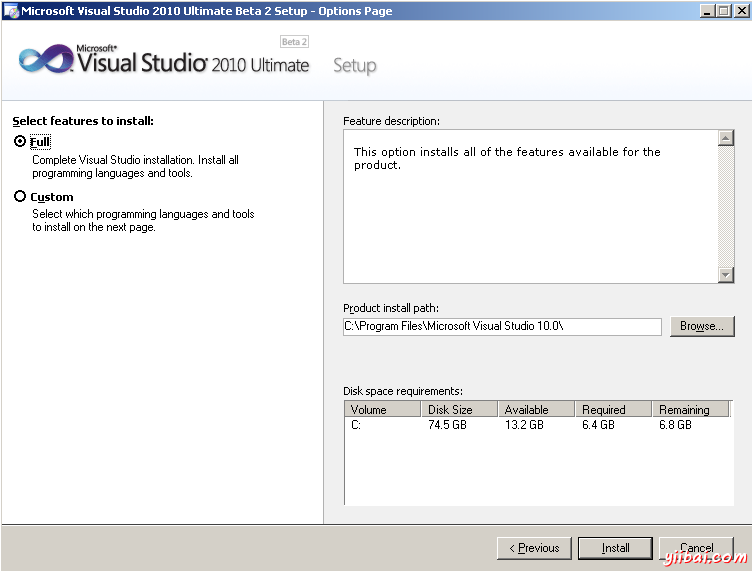 Microsoft Visual Studio 2010 Ultimate Beta 2 Setup - Options Page
Beta 2
Microsoft®
Visual Studio® 2010 Ultimate Setup
Select features to install:
Full
Complete Visual Studio installation. Install all
programming languages and tools.
Custom
Select which programming languages and tools
to install on the next page.
Feature description:
This option installs all of the features available for the
product.
Product install path:
C:\Program Files\Microsoft Visual Studio 10.0\
Browse...
Disk space requirements:
Volume Disk Size Available Required Remaining
C: 74.5 GB 13.2 GB 6.4 GB 6.8 GB
< Previous Install Cancel
yiibai.com